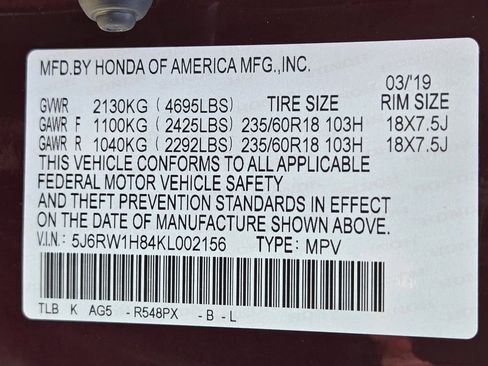 MFD.BY HONDA OF AMERICA MFG.,INC.
03/'19
GVWR 2130KG (4695LBS) TIRE SIZE RIM SIZE
GAWR F 1100KG (2425LBS) 235/60R18 103H 18X7.5J
GAWR R 1040KG (2292LBS) 235/60R18 103H 18X7.5J
THIS VEHICLE CONFORMS TO ALL APPLICABLE
FEDERAL MOTOR VEHICLE SAFETY
AND THEFT PREVENTION STANDARDS IN EFFECT
ON THE DATE OF MANUFACTURE SHOWN ABOVE.
V.I.N.: 5J6RW1H84KL002156 TYPE: MPV
TLB K AG5 - R548PX - B - L